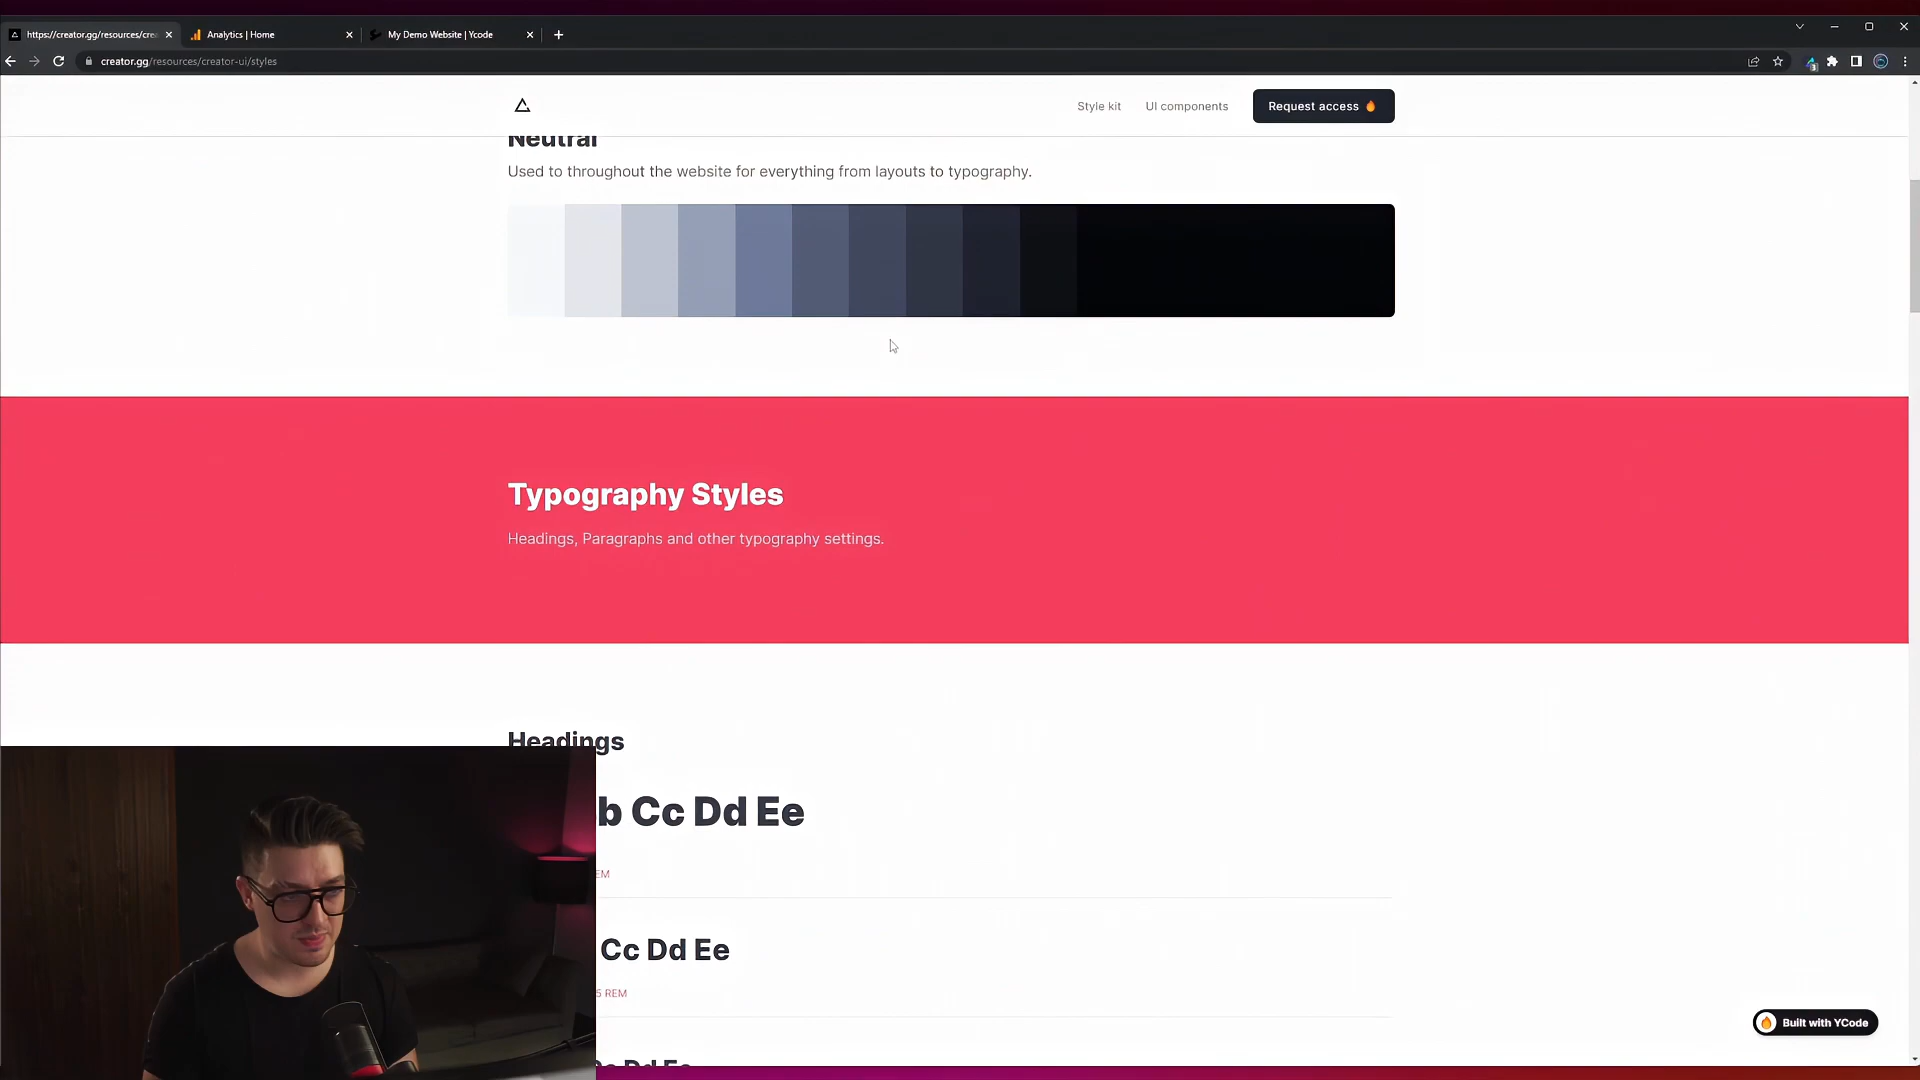 https://creator.gg/resources/crea
Analytics | Home
My Demo Website | Ycode
creator.gg/resources/creator-ui/styles
Style kit
UI components
Request access
Neutral
Used to throughout the website for everything from layouts to typography.
Typography Styles
Headings, Paragraphs and other typography settings.
Headings
b Cc Dd Ee
EM
Cc Dd Ee
5 REM
Built with YCode